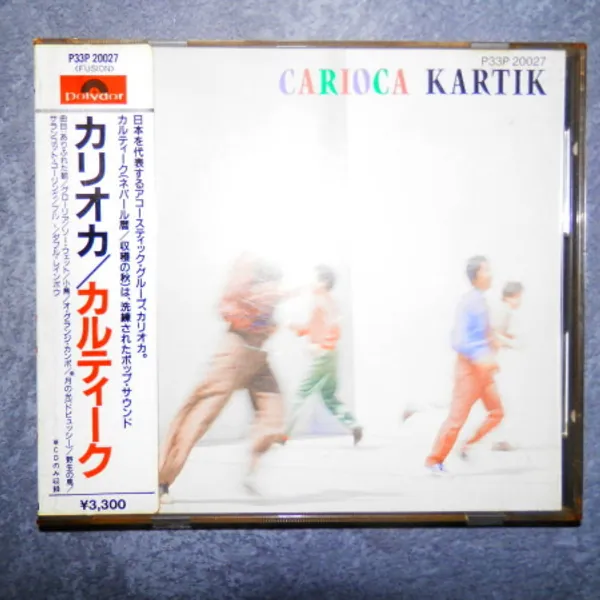 P33P 20027
(FUSION)
polydor
カリオカ/カルティーク
日本を代表するアコースティック・グループ、カリオカ。
カルティーク(ネパール暦/収穫の秋)は、洗練されたポップ・サウンド
¥3,300
P33P 20027
CARIOCA KARTIK